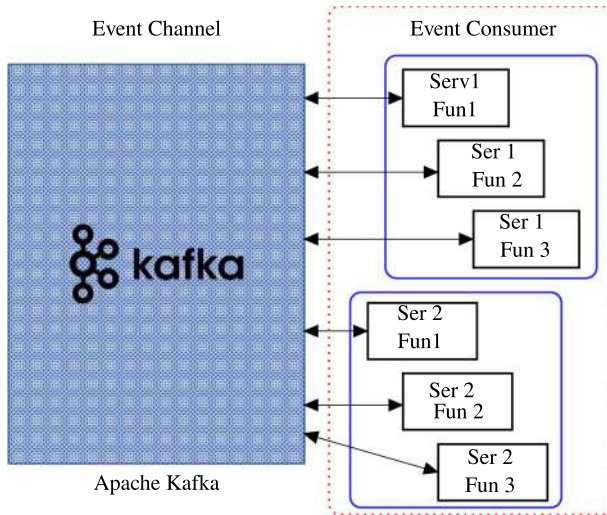 Event Channel
Event Consumer
Serv1
Fun1
Ser 1
Fun 2
Ser 1
Fun 3
kafka
Ser 2
Fun1
Ser 2
Fun 2
Ser 2
Fun 3
Apache Kafka